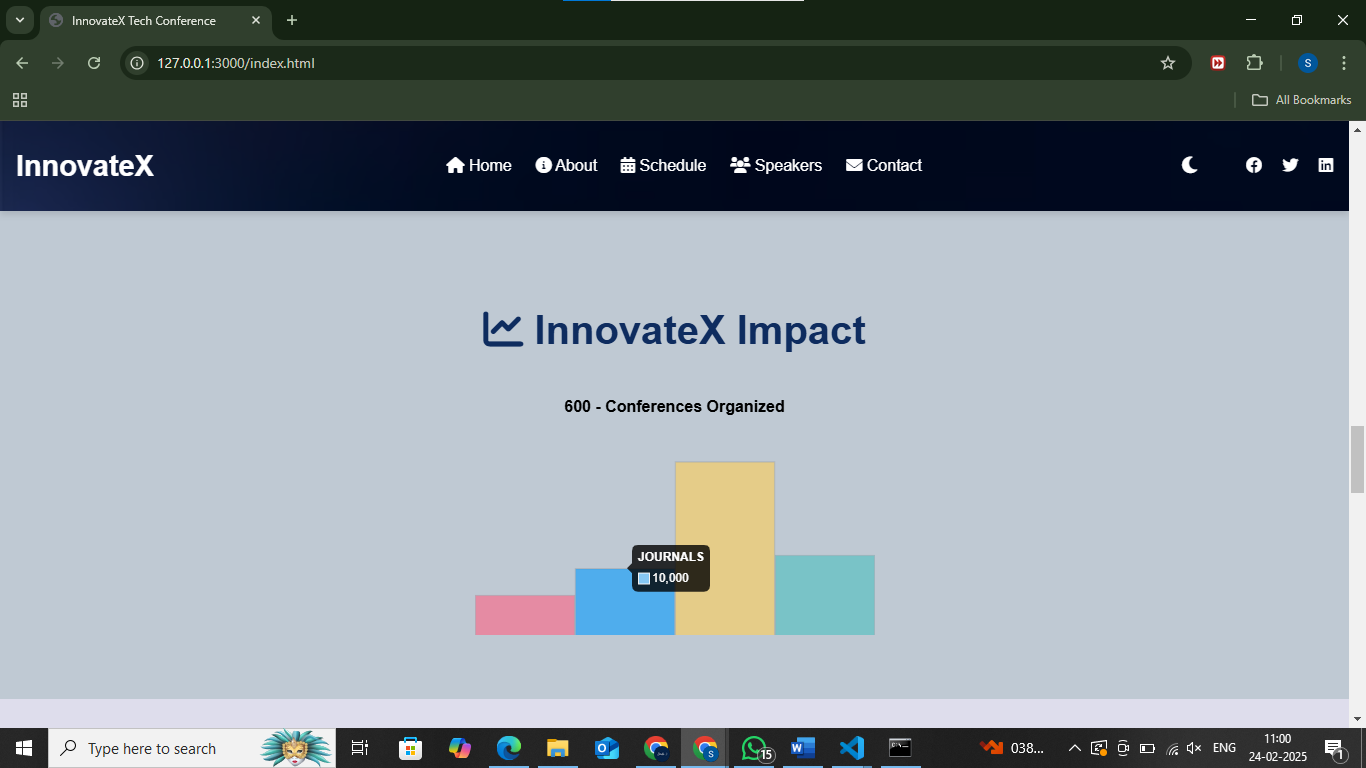 InnovateX Tech Conference
127.0.0.1:3000/index.html
S
All Bookmarks
InnovateX
Home About Schedule Speakers Contact
InnovateX Impact
600 - Conferences Organized
JOURNALS
10,000
Type here to search
S
15
038...
ENG
11:00
24-02-2025
1